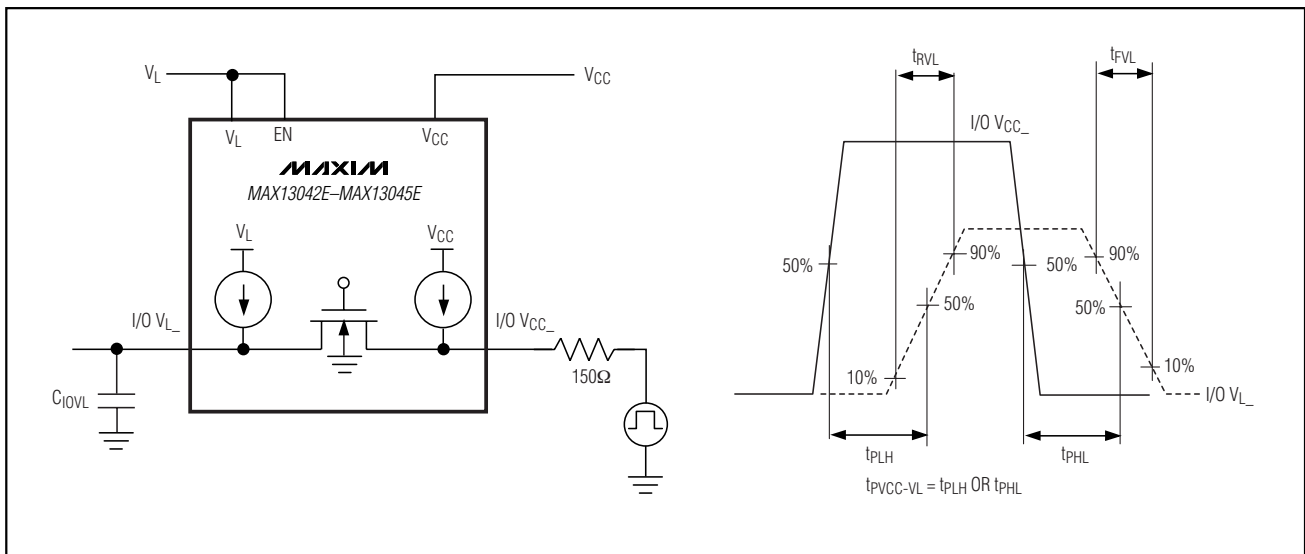 V_L
V_CC
V_L
EN
V_CC
MAXIM
MAX13042E–MAX13045E
V_L
V_CC
I/O V_L_
I/O V_CC_
150Ω
C_IOVL
t_RVL
t_FVL
I/O V_CC_
50%
90%
50%
10%
50%
90%
50%
10%
I/O V_L_
t_PLH
t_PHL
t_PVCC-VL = t_PLH OR t_PHL